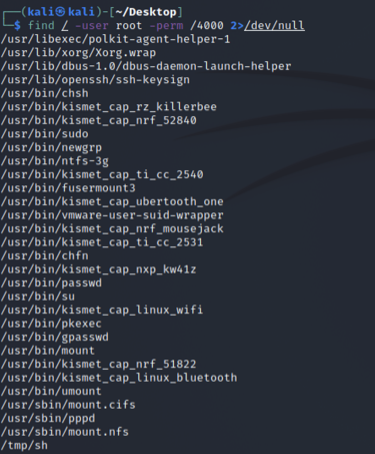 ┌──(kali㉿kali)-[~/Desktop]
└─$ find / -user root -perm /4000 2>/dev/null
/usr/libexec/polkit-agent-helper-1
/usr/lib/xorg/Xorg.wrap
/usr/lib/dbus-1.0/dbus-daemon-launch-helper
/usr/lib/openssh/ssh-keysign
/usr/bin/chsh
/usr/bin/kismet_cap_rz_killerbee
/usr/bin/kismet_cap_nrf_52840
/usr/bin/sudo
/usr/bin/newgrp
/usr/bin/ntfs-3g
/usr/bin/kismet_cap_ti_cc_2540
/usr/bin/fusermount3
/usr/bin/kismet_cap_ubertooth_one
/usr/bin/vmware-user-suid-wrapper
/usr/bin/kismet_cap_nrf_mousejack
/usr/bin/kismet_cap_ti_cc_2531
/usr/bin/chfn
/usr/bin/kismet_cap_nxp_kw41z
/usr/bin/passwd
/usr/bin/su
/usr/bin/kismet_cap_linux_wifi
/usr/bin/pkexec
/usr/bin/gpasswd
/usr/bin/mount
/usr/bin/kismet_cap_nrf_51822
/usr/bin/kismet_cap_linux_bluetooth
/usr/bin/umount
/usr/sbin/mount.cifs
/usr/sbin/pppd
/usr/sbin/mount.nfs
/tmp/sh